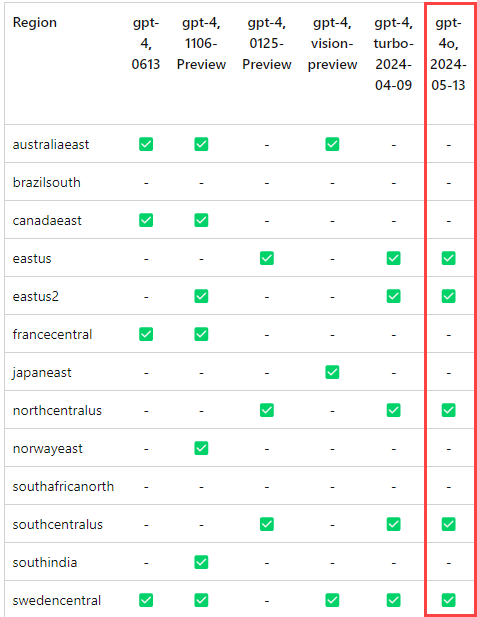 Region gpt-4, 0613 gpt-4, 1106-Preview gpt-4, 0125-Preview gpt-4, vision-preview gpt-4, turbo-2024-04-09 gpt-4o, 2024-05-13
australiaeast ✅ ✅ - ✅ - -
brazilsouth - - - - - -
canadaeast ✅ ✅ - - - -
eastus - - ✅ - ✅ ✅
eastus2 - ✅ - - ✅ ✅
francecentral ✅ ✅ - - - -
japaneast - - - ✅ - -
northcentralus - - ✅ - ✅ ✅
norwayeast - ✅ - - - -
southafricanorth - - - - - -
southcentralus - - ✅ - ✅ ✅
southindia - ✅ - - - -
swedencentral ✅ ✅ - ✅ ✅ ✅